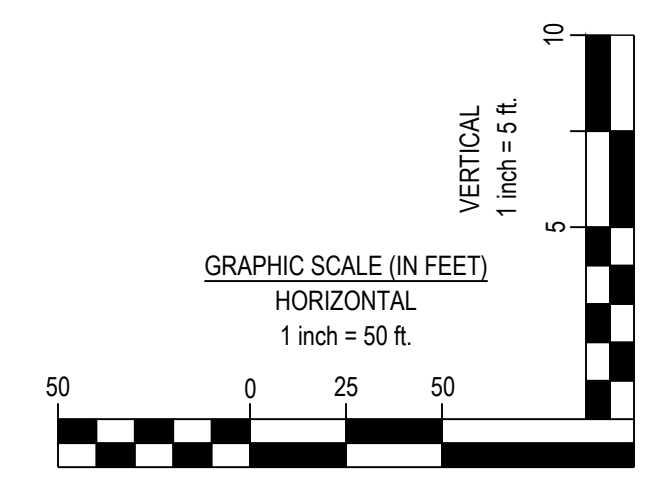 10
VERTICAL
1 inch = 5 ft.
5
GRAPHIC SCALE (IN FEET)
HORIZONTAL
1 inch = 50 ft.
50 0 25 50